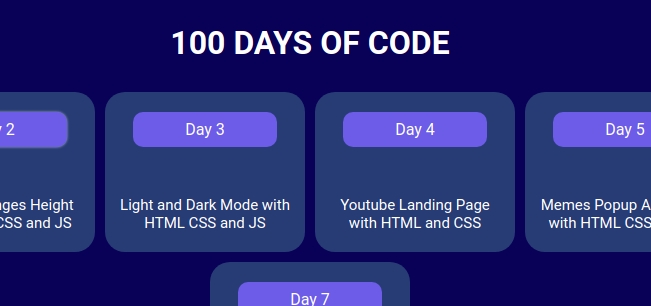 100 DAYS OF CODE
2
Day 3
Day 4
Day 5
Height
CSS and JS
Light and Dark Mode with
HTML CSS and JS
Youtube Landing Page
with HTML and CSS
Memes Popup
with HTML CSS
Day 7